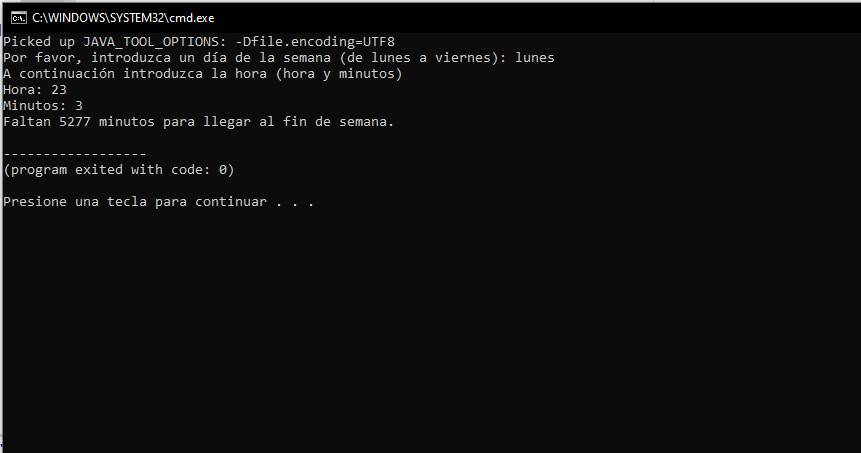 C:\WINDOWS\SYSTEM32\cmd.exe
Picked up JAVA_TOOL_OPTIONS: -Dfile.encoding=UTF8
Por favor, introduzca un día de la semana (de lunes a viernes): lunes
A continuación introduzca la hora (hora y minutos)
Hora: 23
Minutos: 3
Faltan 5277 minutos para llegar al fin de semana.
------------------
(program exited with code: 0)
Presione una tecla para continuar . . .